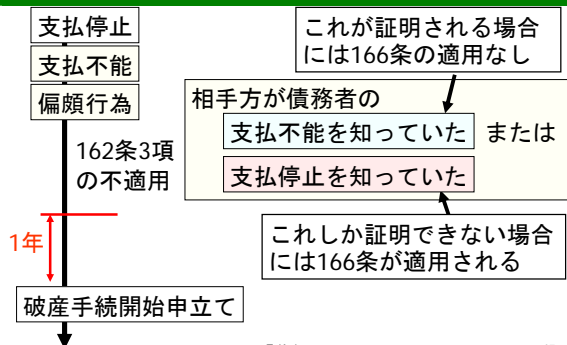 支払停止
支払不能
偏頗行為
162条3項
の不適用
1年
破産手続開始申立て
これが証明される場合
には166条の適用なし
相手方が債務者の
支払不能を知っていた または
支払停止を知っていた
これしか証明できない場合
には166条が適用される